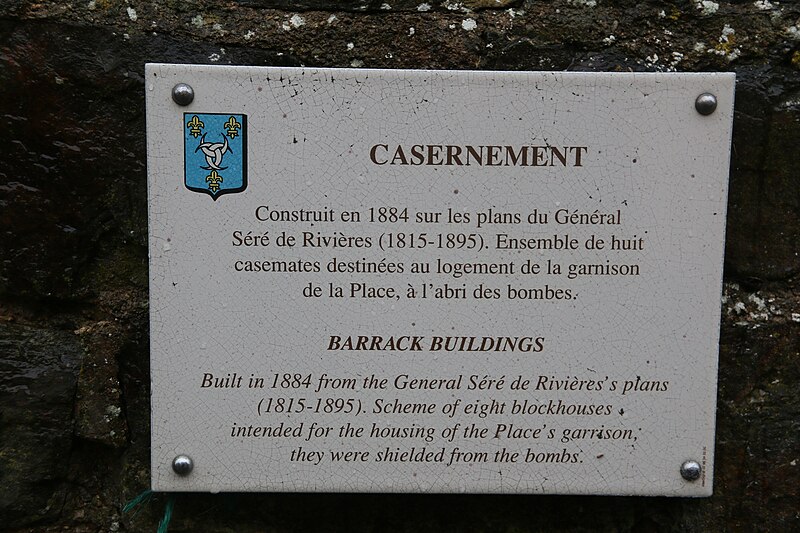 CASERNEMENT
Construit en 1884 sur les plans du Général
Séré de Rivières (1815-1895). Ensemble de huit
casemates destinées au logement de la garnison
de la Place, à l'abri des bombes.
BARRACK BUILDINGS
Built in 1884 from the General Séré de Rivières's plans
(1815-1895). Scheme of eight blockhouses
intended for the housing of the Place's garrison,
they were shielded from the bombs.